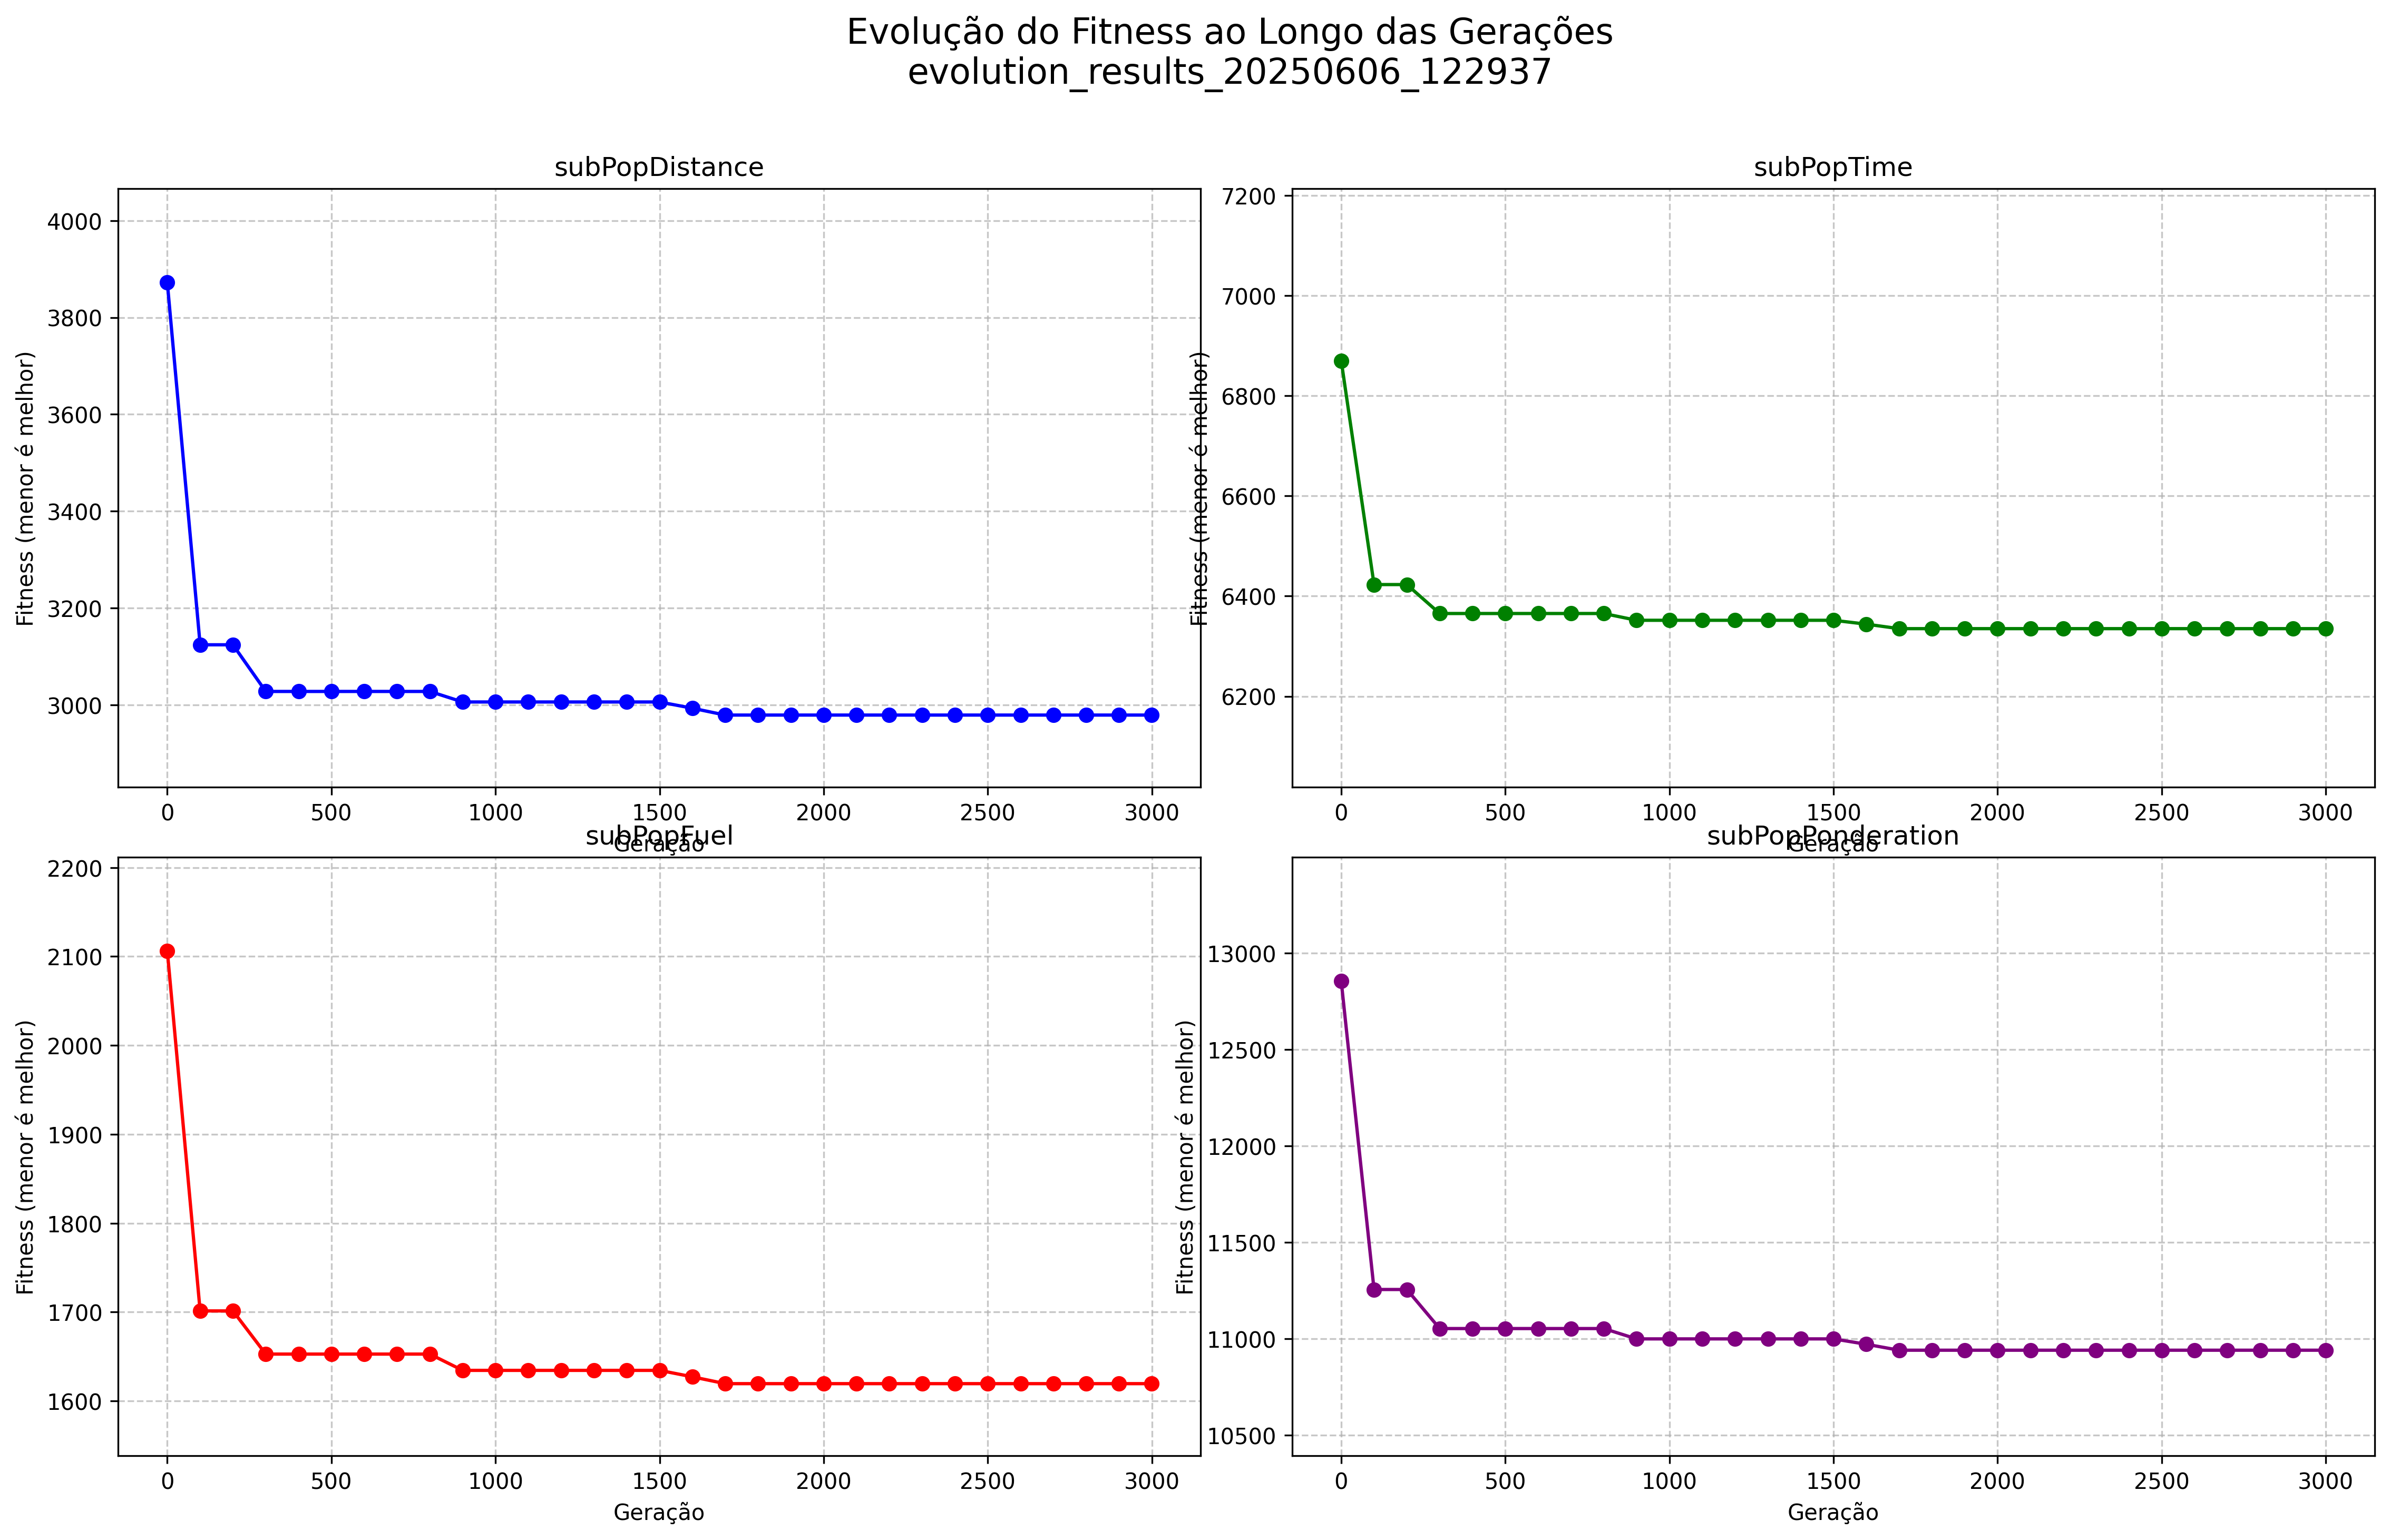 Evolução do Fitness ao Longo das Gerações
evolution_results_20250606_122937
subPopDistance
Fitness (menor é melhor)
4000
3800
3600
3400
3200
3000
0 500 1000 1500 2000 2500 3000
Geração
subPopTime
Fitness (menor é melhor)
7200
7000
6800
6600
6400
6200
0 500 1000 1500 2000 2500 3000
Geração
subPopFuel
Fitness (menor é melhor)
2200
2100
2000
1900
1800
1700
1600
0 500 1000 1500 2000 2500 3000
Geração
subPopPonderation
Fitness (menor é melhor)
13000
12500
12000
11500
11000
10500
0 500 1000 1500 2000 2500 3000
Geração